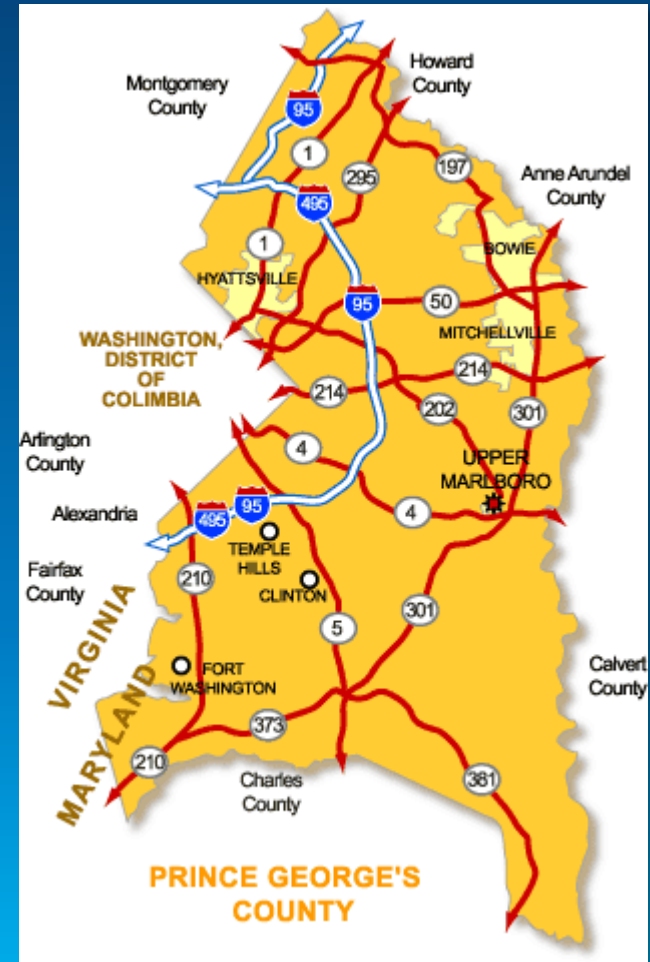 Howard
County
Montgomery
County
95
1
295
197
Anne Arundel
County
495
1
BOWIE
HYATTSVILLE
95
50
MITCHELLVILLE
WASHINGTON,
DISTRICT
OF
COLIMBIA
214
214
202
301
Arlington
County
4
UPPER
MARLBORO
Alexandria
495
95
4
TEMPLE
HILLS
Fairfax
County
210
CLINTON
301
5
VIRGINIA
MARYLAND
FORT
WASHINGTON
Calvert
County
373
210
Charles
County
381
PRINCE GEORGE'S
COUNTY